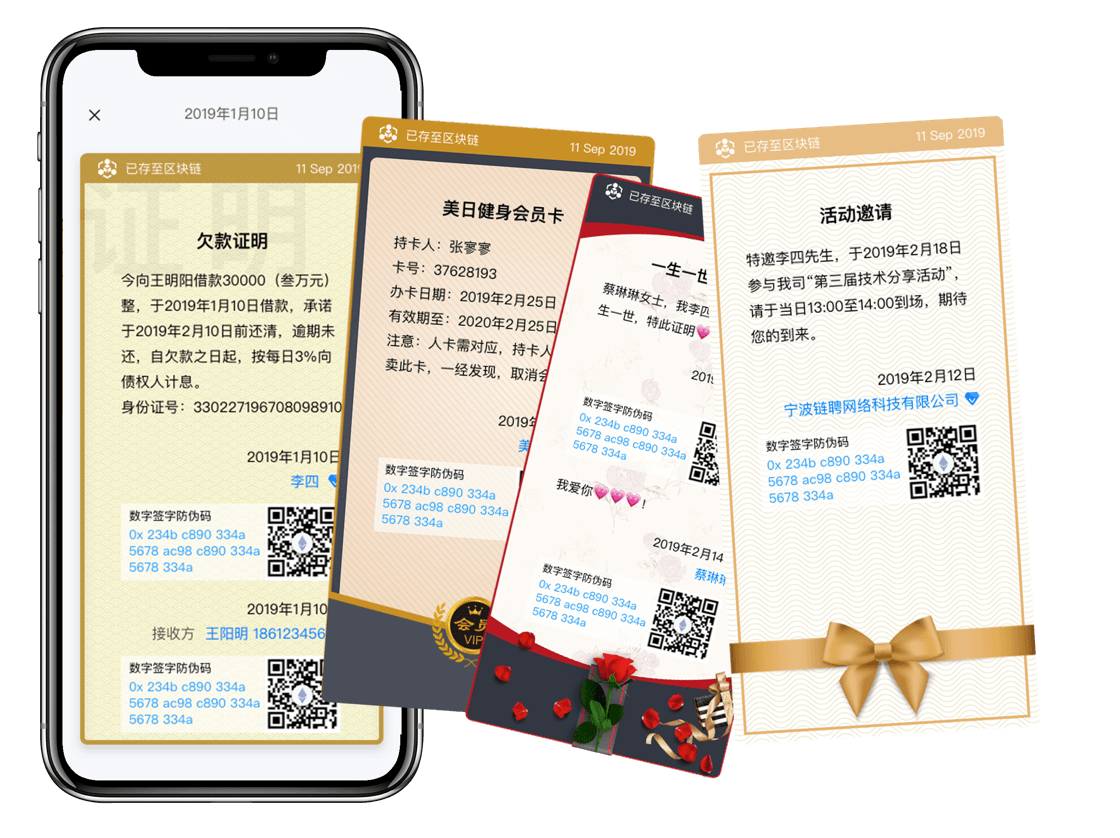 2019年1月10日
已存至区块链
11 Sep 201
证明
欠款证明
今向王明阳借款30000（叁万元）
整，于2019年1月10日借款，承诺
于2019年2月10日前还清，逾期未
还，自欠款之日起，按每日3%向
债权人计息。
身份证号：330227196708098910
2019年1月10日
李四
数字签字防伪码
0x 234b c890 334a
5678 ac98 c890 334a
5678 334a
2019年1月10
接收方 王阳明 186123456
数字签字防伪码
0x 234b c890 334a
5678 ac98 c890 334a
5678 334a
已存至区块链
11 Sep 2019
美日健身会员卡
持卡人：张寥寥
卡号：37628193
办卡日期：2019年2月25日
有效期至：2020年2月25日
注意：人卡需对应，持卡人
卖此卡，一经发现，取消会
2019年
美
数字签字防伪码
0x 234b c890 334a
5678 ac98 c890 334a
5678 334a
会员
VIP
已存至区块链
一生一世
蔡琳琳女士，我李四
生一世，特此证明💗
201
数字签字防伪码
0x 234b c890 334a
5678 ac98 c890 334a
5678 334a
我爱你💗💗💗！
2019年2月14
蔡琳琳
数字签字防伪码
0x 234b c890 334a
5678 ac98 c890 334a
5678 334a
已存至区块链
11 Sep 2019
活动邀请
特邀李四先生，于2019年2月18日
参与我司“第三届技术分享活动”，
请于当日13:00至14:00到场，期待
您的到来。
2019年2月12日
宁波链聘网络科技有限公司
数字签字防伪码
0x 234b c890 334a
5678 ac98 c890 334a
5678 334a